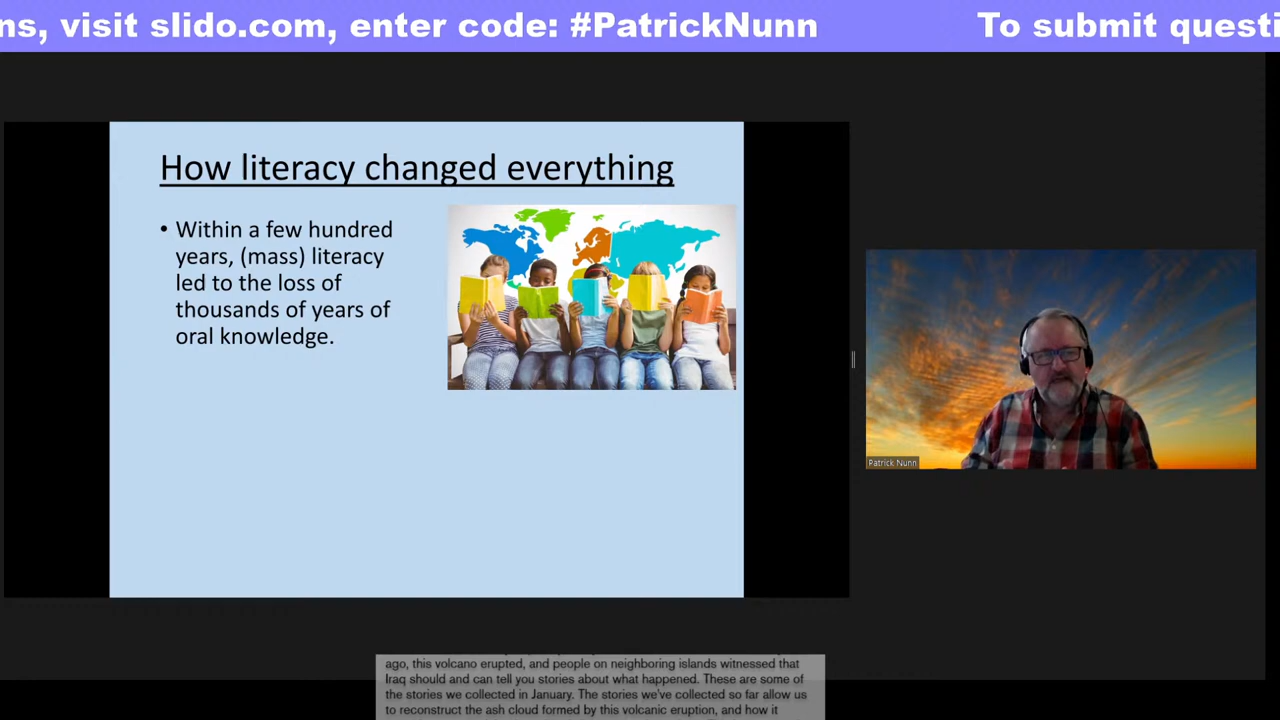 ns, visit slido.com, enter code: #PatrickNunn To submit questi
How literacy changed everything
• Within a few hundred
years, (mass) literacy
led to the loss of
thousands of years of
oral knowledge.
Patrick Nunn
ago, this volcano erupted, and people on neighboring islands witnessed that
Iraq should and can tell you stories about what happened. These are some of
the stories we collected in January. The stories we've collected so far allow us
to reconstruct the ash cloud formed by this volcanic eruption, and how it